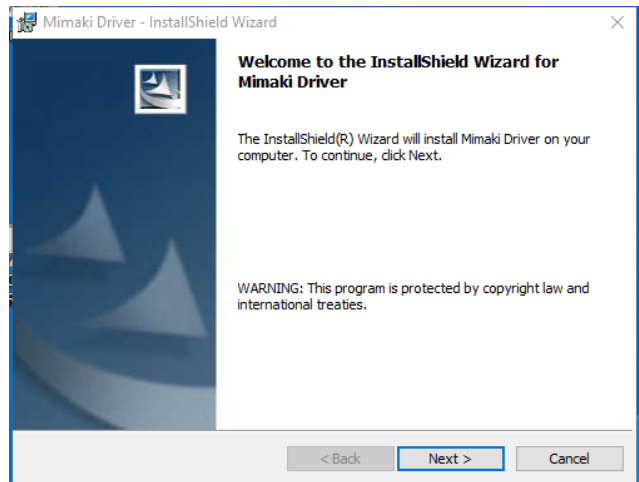 Mimaki Driver - InstallShield Wizard
Welcome to the InstallShield Wizard for
Mimaki Driver
The InstallShield(R) Wizard will install Mimaki Driver on your
computer. To continue, click Next.
WARNING: This program is protected by copyright law and
international treaties.
< Back
Next >
Cancel